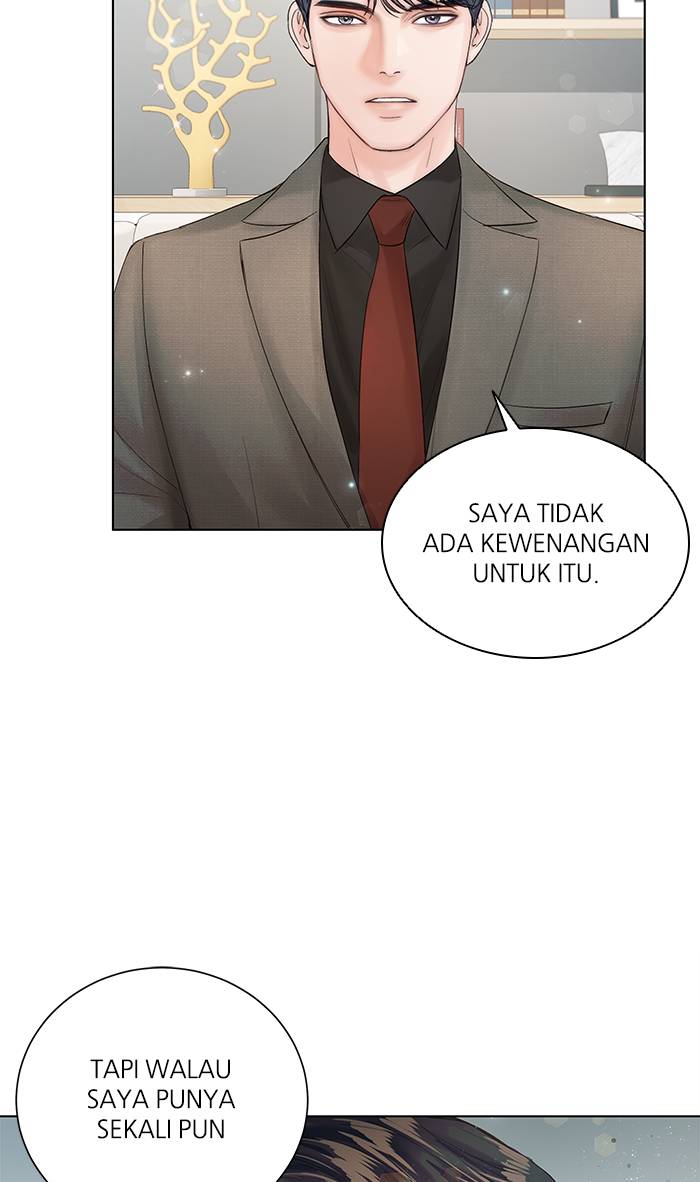 SAYA TIDAK
ADA KEWENANGAN
UNTUK ITU.
TAPI WALAU
SAYA PUNYA
SEKALI PUN